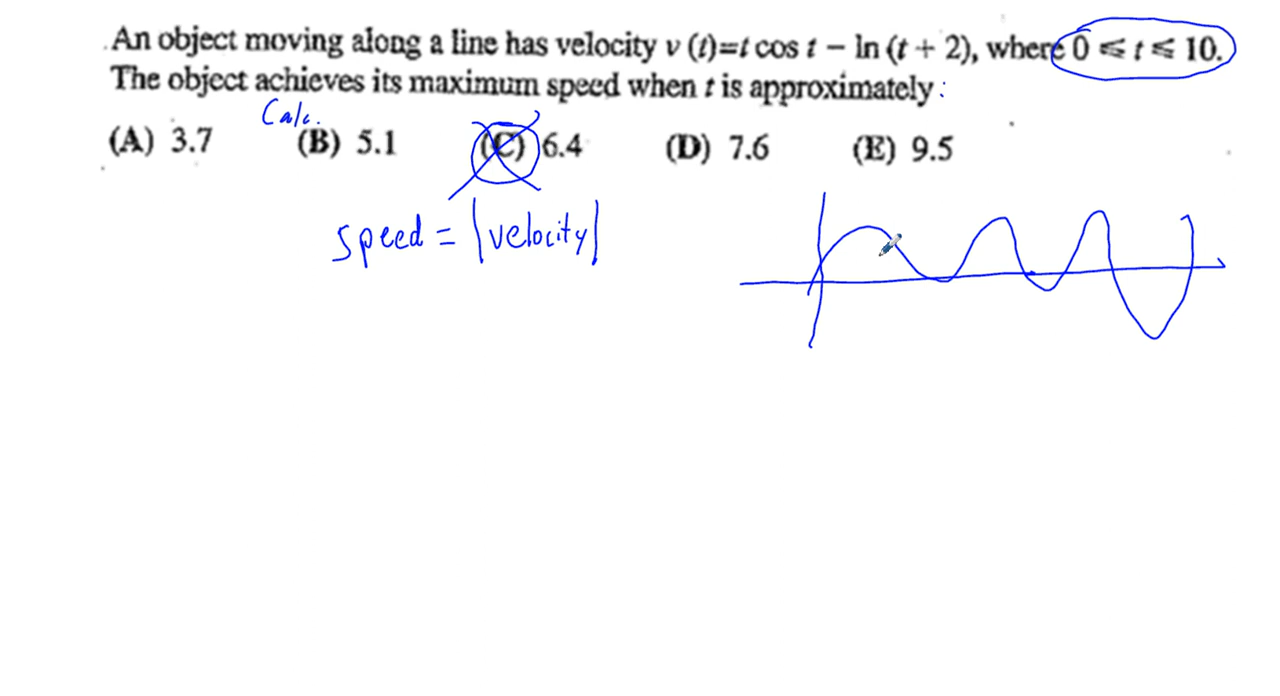 An object moving along a line has velocity v (t)=t cos t − ln (t + 2), where 0 ⩽ t ⩽ 10.
The object achieves its maximum speed when t is approximately:
Calc.
(A) 3.7 (B) 5.1 (C) 6.4 (D) 7.6 (E) 9.5
speed = |velocity|